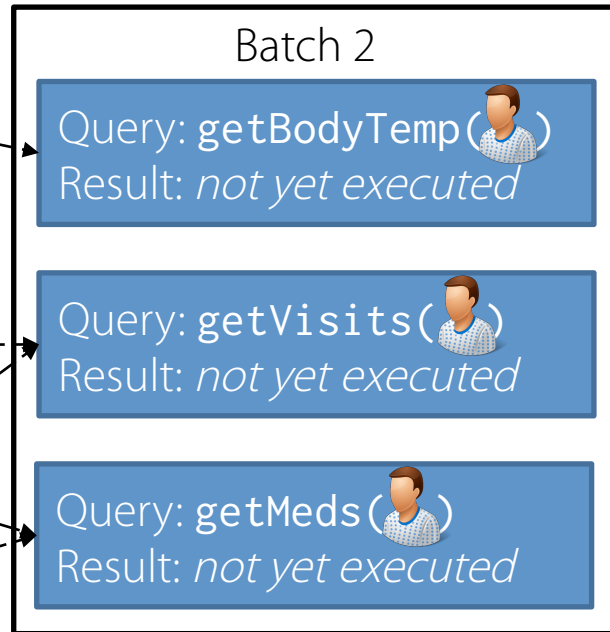 Batch 2
Query: getBodyTemp( )
Result: not yet executed
Query: getVisits( )
Result: not yet executed
Query: getMeds( )
Result: not yet executed